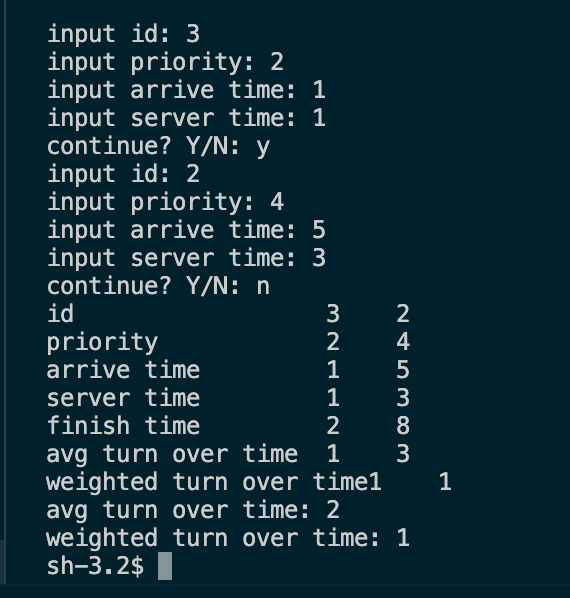 input id: 3
input priority: 2
input arrive time: 1
input server time: 1
continue? Y/N: y
input id: 2
input priority: 4
input arrive time: 5
input server time: 3
continue? Y/N: n
id                  3    2
priority            2    4
arrive time         1    5
server time         1    3
finish time         2    8
avg turn over time  1    3
weighted turn over time1    1
avg turn over time: 2
weighted turn over time: 1
sh-3.2$